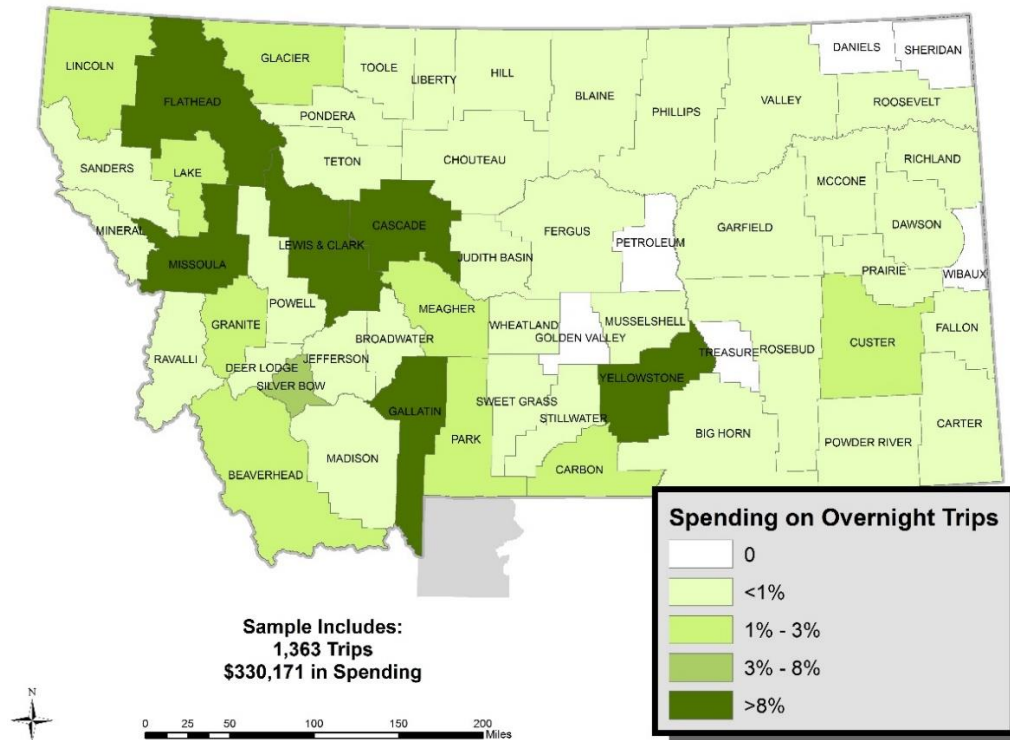 DANIELS
SHERIDAN
LINCOLN
GLACIER
TOOLE
LIBERTY
HILL
BLAINE
PHILLIPS
VALLEY
ROOSEVELT
FLATHEAD
PONDERA
SANDERS
LAKE
TETON
CHOUTEAU
RICHLAND
MCCONE
MINERAL
LEWIS & CLARK
CASCADE
FERGUS
PETROLEUM
GARFIELD
DAWSON
MISSOULA
JUDITH BASIN
PRAIRIE
WIBAUX
POWELL
MEAGHER
GRANITE
WHEATLAND
GOLDEN VALLEY
MUSSELSHELL
BROADWATER
RAVALLI
DEER LODGE
JEFFERSON
TREASURE
ROSEBUD
CUSTER
FALLON
SILVER BOW
GALLATIN
YELLOWSTONE
SWEET GRASS
STILLWATER
PARK
BIG HORN
CARTER
MADISON
POWDER RIVER
BEAVERHEAD
CARBON
Spending on Overnight Trips
0
<1%
1% - 3%
3% - 8%
>8%
Sample Includes:
1,363 Trips
$330,171 in Spending
N
0 25 50 100 150 200
Miles